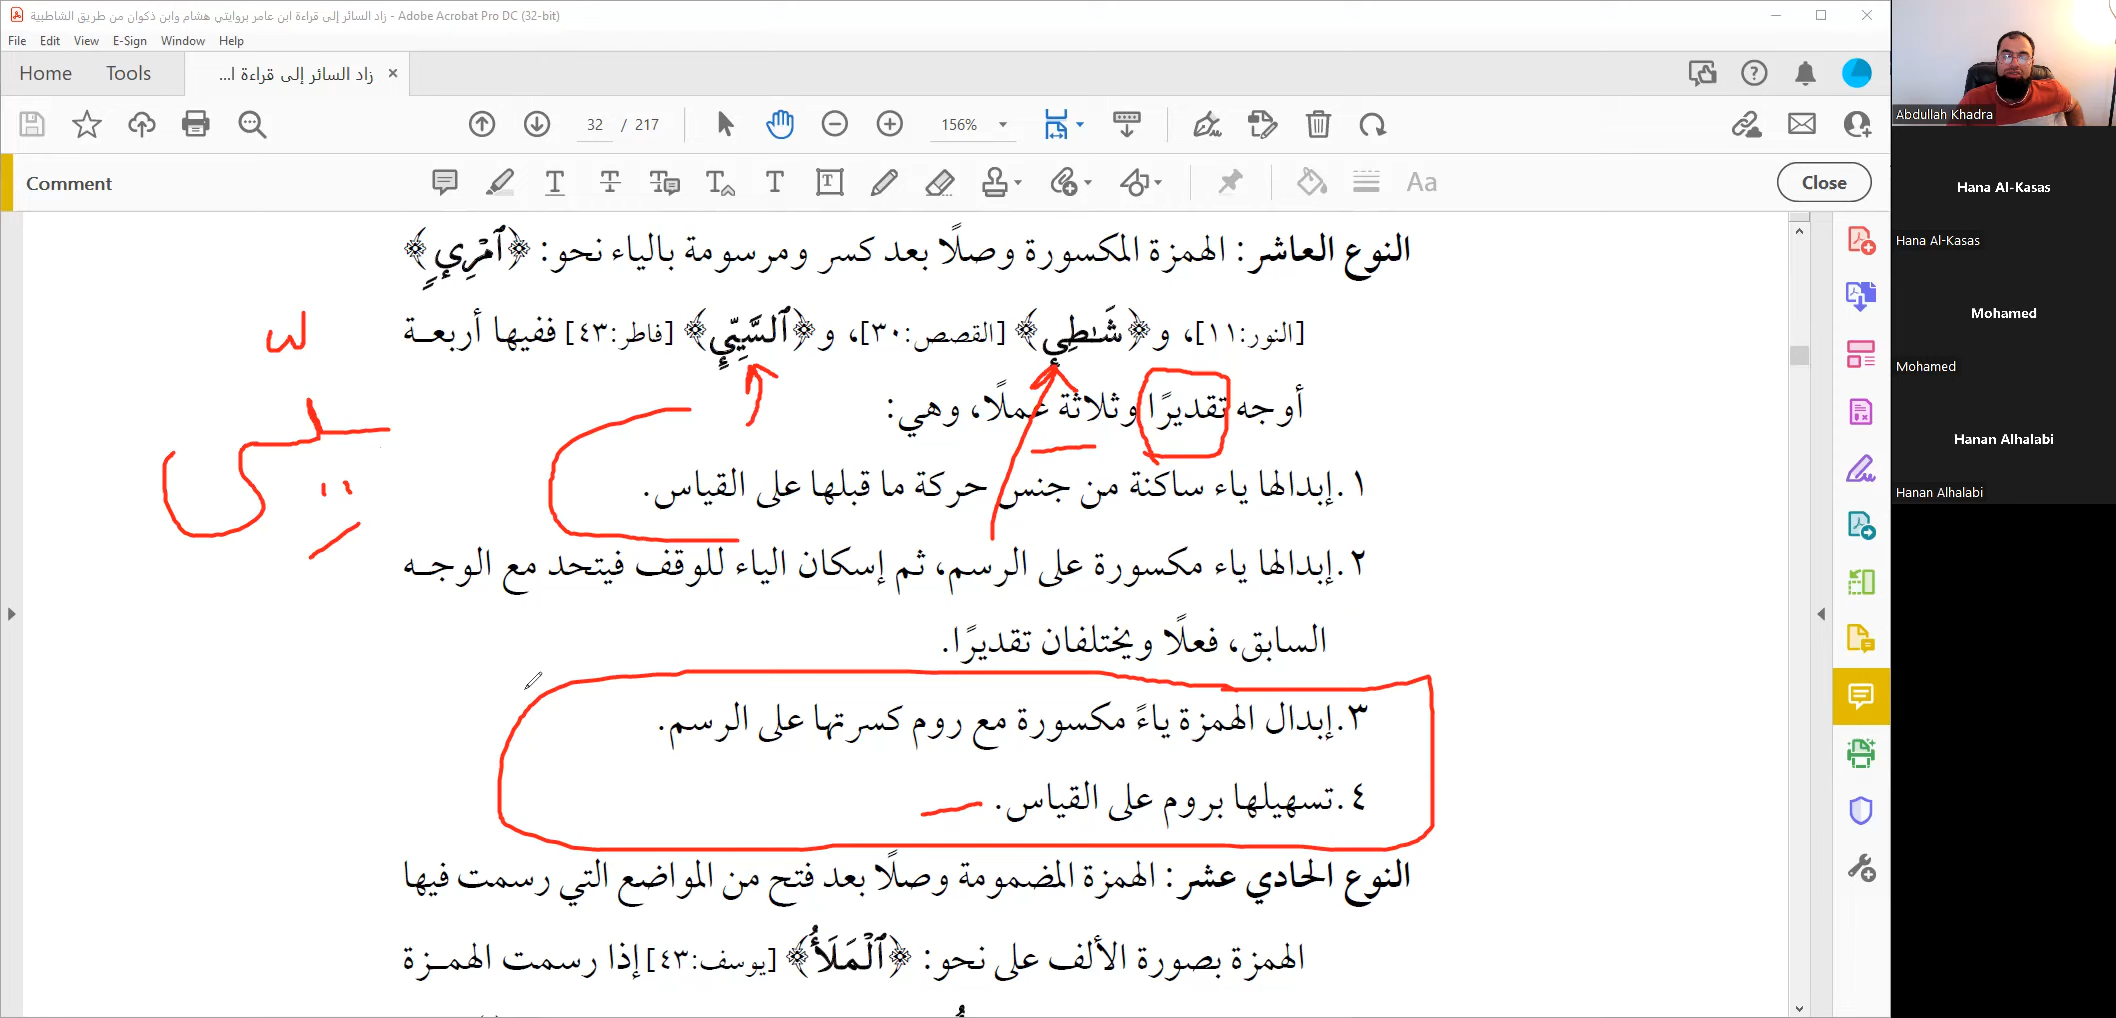 زاد السائر إلى قراءة ابن عامر بروايتي هشام وابن ذكوان من طريق الشاطبية - Adobe Acrobat Pro DC (32-bit)
File Edit View E-Sign Window Help
Home Tools زاد السائر إلى قراءة ا... ×
32 / 217 156%
Comment Close
النوع العاشر: الهمزة المكسورة وصلًا بعد كسر ومرسومة بالياء نحو: ﴿ٱمْرِيٍٕ﴾
[النور:١١]، و﴿شَٰطِيِٕ﴾ [القصص:٣٠]، و﴿ٱلسَّيِّيِٕ﴾ [فاطر:٤٣] ففيها أربعة
أوجه تقديرًا وثلاثة عملًا، وهي:
١.إبدالها ياء ساكنة من جنس حركة ما قبلها على القياس.
٢.إبدالها ياء مكسورة على الرسم، ثم إسكان الياء للوقف فيتحد مع الوجه
السابق، فعلًا ويختلفان تقديرًا.
٣.إبدال الهمزة ياءً مكسورة مع روم كسرتها على الرسم.
٤.تسهيلها بروم على القياس.
النوع الحادي عشر: الهمزة المضمومة وصلًا بعد فتح من المواضع التي رسمت فيها
الهمزة بصورة الألف على نحو: ﴿ٱلْمَلَأُ﴾ [يوسف:٤٣] إذا رسمت الهمزة
Abdullah Khadra
Hana Al-Kasas
Hana Al-Kasas
Mohamed
Mohamed
Hanan Alhalabi
Hanan Alhalabi